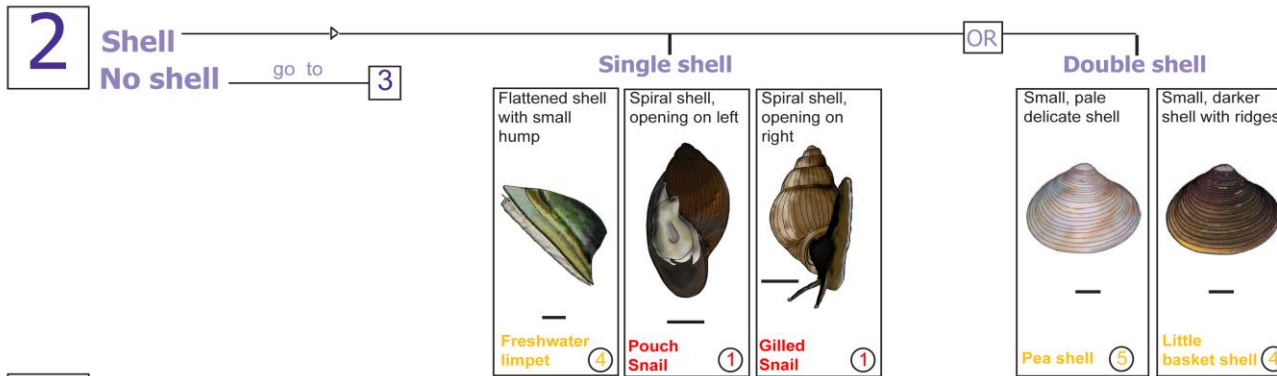 2
Shell
OR
No shell
go to
3
Single shell
Double shell
Flattened shell
with small
hump
Spiral shell,
opening on left
Spiral shell,
opening on
right
Small, pale
delicate shell
Small, darker
shell with ridges
Freshwater
limpet
4
Pouch
Snail
1
Gilled
Snail
1
Pea shell
5
Little
basket shell
4